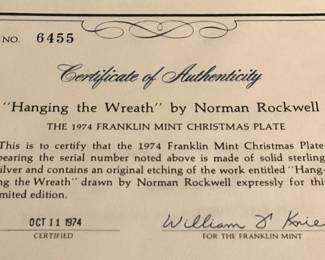 NO. 6455
Certificate of Authenticity
"Hanging the Wreath" by Norman Rockwell
THE 1974 FRANKLIN MINT CHRISTMAS PLATE
This is to certify that the 1974 Franklin Mint Christmas Plate
bearing the serial number noted above is made of solid sterling
silver and contains an original etching of the work entitled "Hang-
ing the Wreath" drawn by Norman Rockwell expressly for this
limited edition.
OCT 11 1974
William
CERTIFIED
FOR THE FRANKLIN MINT